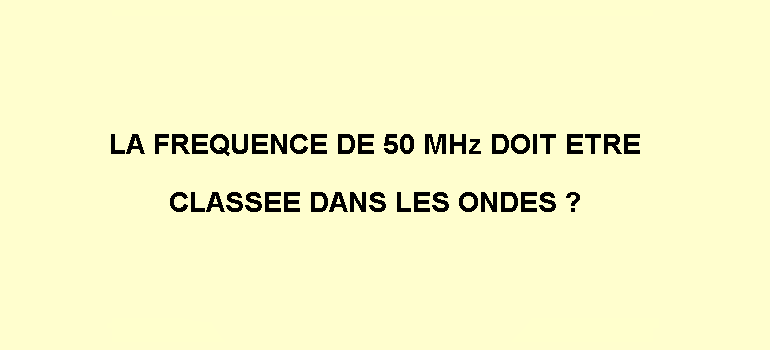 LA FREQUENCE DE 50 MHz DOIT ETRE
CLASSEE DANS LES ONDES ?